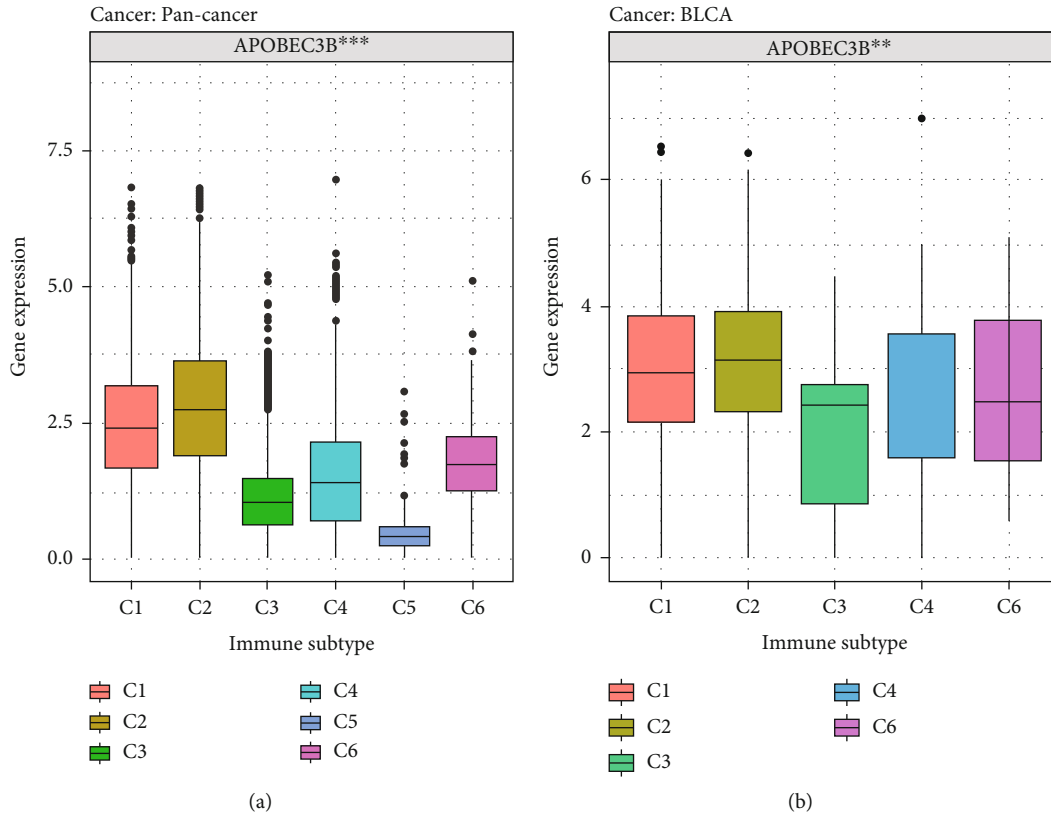 Cancer: Pan-cancer
APOBEC3B***
Gene expression
7.5
5.0
2.5
0.0
C1 C2 C3 C4 C5 C6
Immune subtype
C1 C4
C2 C5
C3 C6
(a)
Cancer: BLCA
APOBEC3B**
Gene expression
6
4
2
0
C1 C2 C3 C4 C6
Immune subtype
C1 C4
C2 C6
C3
(b)